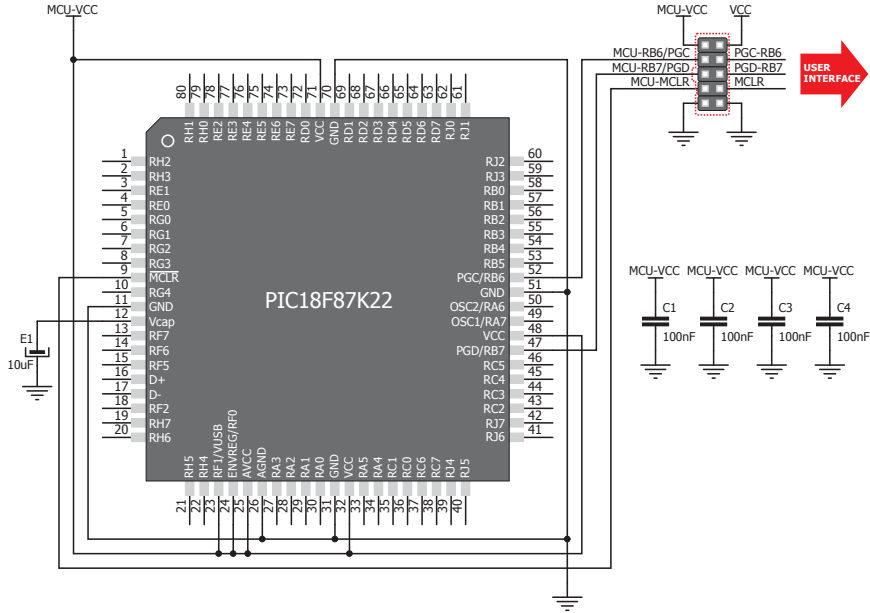 MCU-VCC
MCU-VCC VCC
MCU-RB6/PGC PGC-RB6
MCU-RB7/PGD PGD-RB7
MCU-MCLR MCLR
USER
INTERFACE
80 79 78 77 76 75 74 73 72 71 70 69 68 67 66 65 64 63 62 61
RH1 RH0 RE2 RE3 RE4 RE5 RE6 RE7 RD0 VCC GND RD1 RD2 RD3 RD4 RD5 RD6 RD7 RJ0 RJ1
1 RH2
2 RH3
3 RE1
4 RE0
5 RG0
6 RG1
7 RG2
8 RG3
9 MCLR
10 RG4
11 GND
12 Vcap
13 RF7
14 RF6
15 RF5
16 D+
17 D-
18 RF2
19 RH7
20 RH6
PIC18F87K22
RJ2 60
RJ3 59
RB0 58
RB1 57
RB2 56
RB3 55
RB4 54
RB5 53
PGC/RB6 52
GND 51
OSC2/RA6 50
OSC1/RA7 49
VCC 48
PGD/RB7 47
RC5 46
RC4 45
RC3 44
RC2 43
RJ7 42
RJ6 41
RH5 RH4 RF1/VUSB ENVREG/RF0 AVCC AGND RA3 RA2 RA1 RA0 GND VCC RA5 RA4 RC1 RC0 RC6 RC7 RJ4 RJ5
21 22 23 24 25 26 27 28 29 30 31 32 33 34 35 36 37 38 39 40
E1
10uF
MCU-VCC MCU-VCC MCU-VCC MCU-VCC
C1 C2 C3 C4
100nF 100nF 100nF 100nF